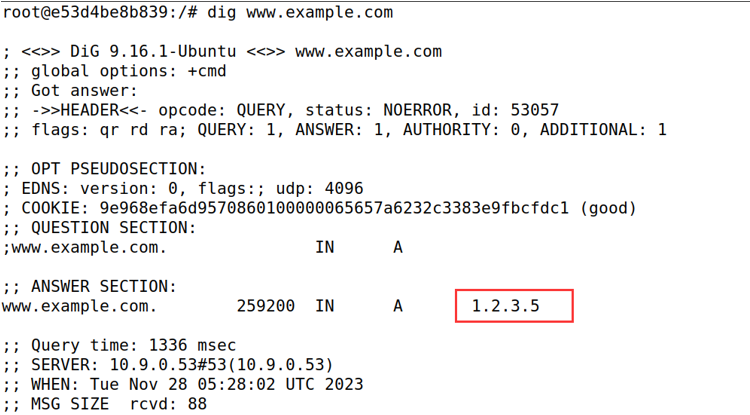 root@e53d4be8b839:/# dig www.example.com
; <<>> DiG 9.16.1-Ubuntu <<>> www.example.com
;; global options: +cmd
;; Got answer:
;; ->>HEADER<<- opcode: QUERY, status: NOERROR, id: 53057
;; flags: qr rd ra; QUERY: 1, ANSWER: 1, AUTHORITY: 0, ADDITIONAL: 1
;; OPT PSEUDOSECTION:
; EDNS: version: 0, flags:; udp: 4096
; COOKIE: 9e968efa6d9570860100000065657a6232c3383e9fbcfdc1 (good)
;; QUESTION SECTION:
;www.example.com. IN A
;; ANSWER SECTION:
www.example.com. 259200 IN A 1.2.3.5
;; Query time: 1336 msec
;; SERVER: 10.9.0.53#53(10.9.0.53)
;; WHEN: Tue Nov 28 05:28:02 UTC 2023
;; MSG SIZE rcvd: 88